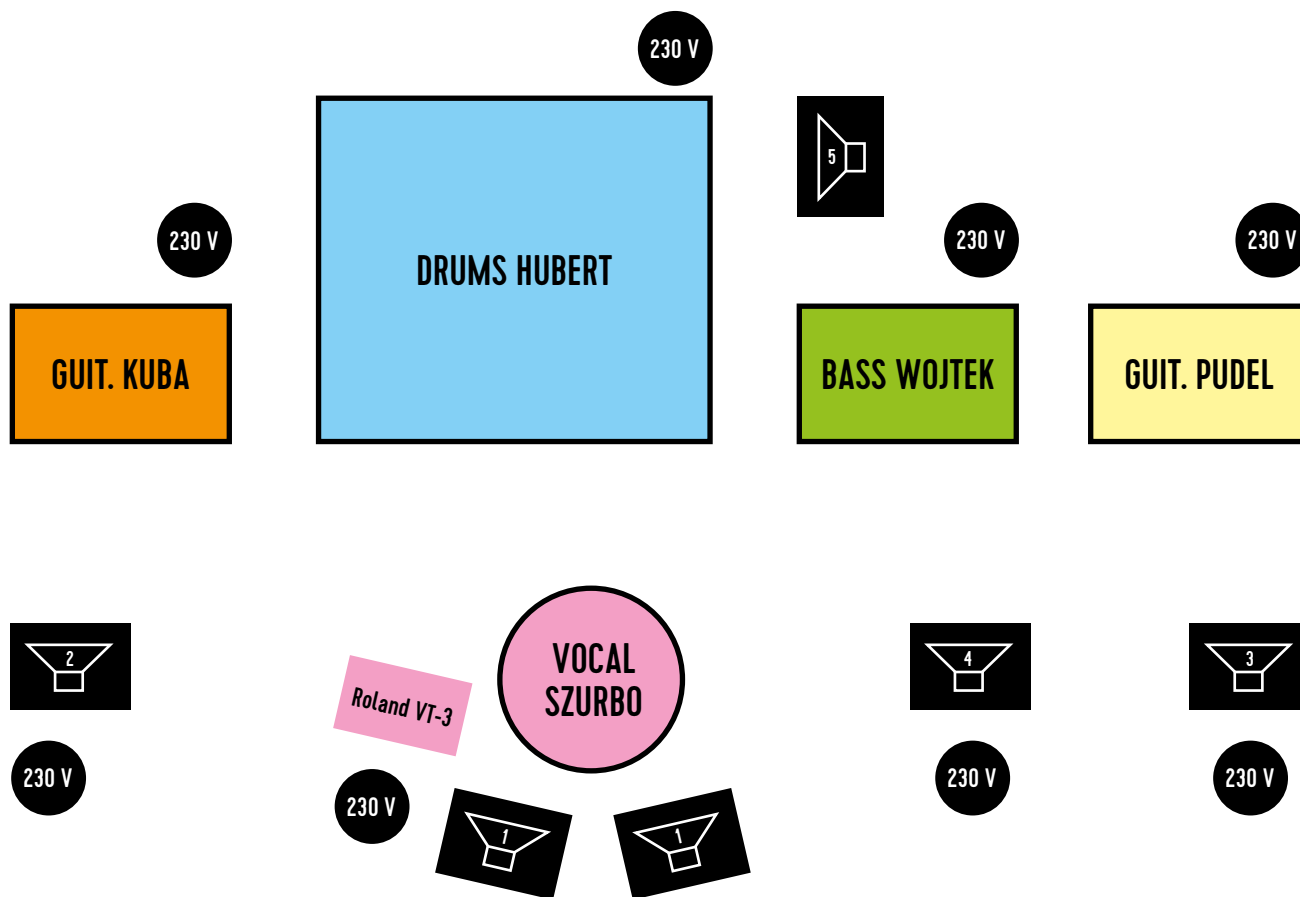 230 V
5
230 V
230 V
230 V
DRUMS HUBERT
GUIT. KUBA
BASS WOJTEK
GUIT. PUDEL
2
VOCAL
SZURBO
4
3
Roland VT-3
230 V
230 V
230 V
230 V
1
1